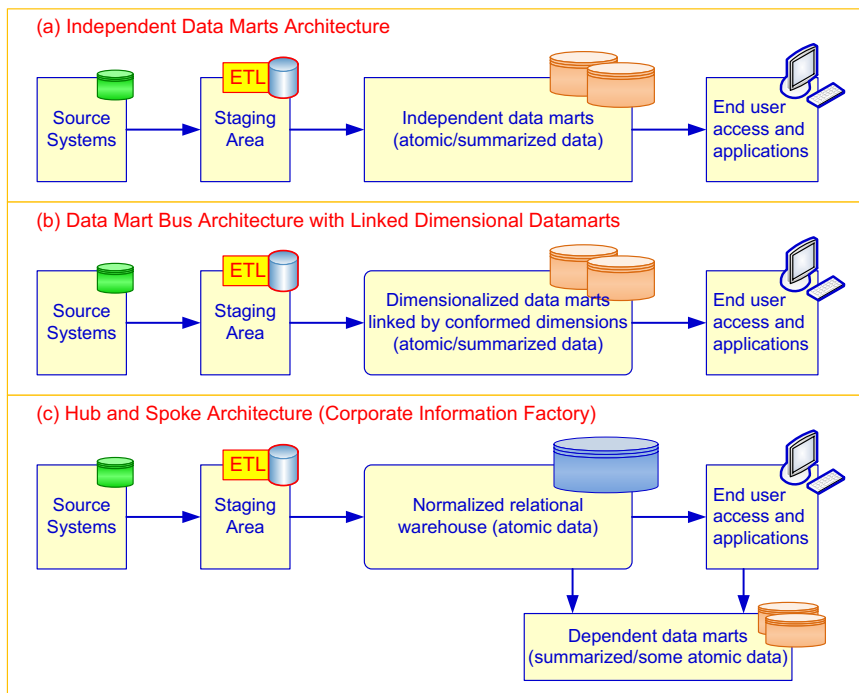 (a) Independent Data Marts Architecture
ETL
Source
Systems
Staging
Area
Independent data marts
(atomic/summarized data)
End user
access and
applications
(b) Data Mart Bus Architecture with Linked Dimensional Datamarts
ETL
Source
Systems
Staging
Area
Dimensionalized data marts
linked by conformed dimensions
(atomic/summarized data)
End user
access and
applications
(c) Hub and Spoke Architecture (Corporate Information Factory)
ETL
Source
Systems
Staging
Area
Normalized relational
warehouse (atomic data)
End user
access and
applications
Dependent data marts
(summarized/some atomic data)